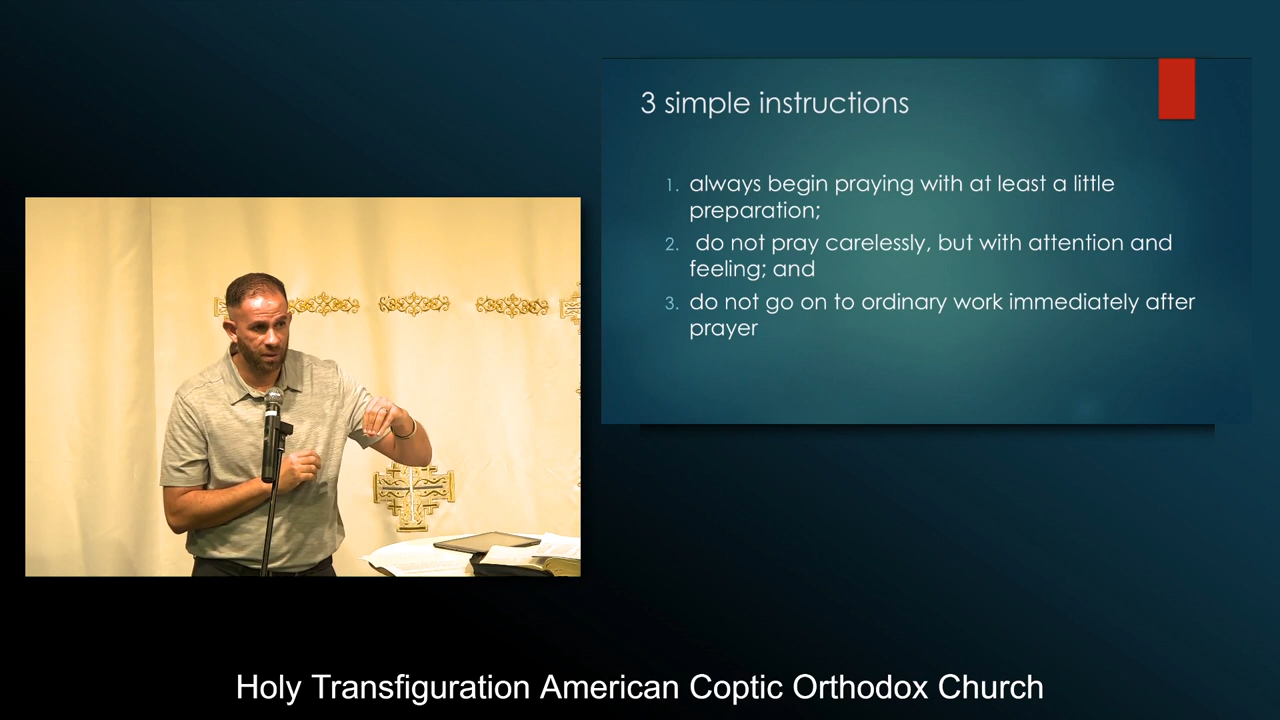 3 simple instructions
1. always begin praying with at least a little
preparation;
2. do not pray carelessly, but with attention and
feeling; and
3. do not go on to ordinary work immediately after
prayer
Holy Transfiguration American Coptic Orthodox Church